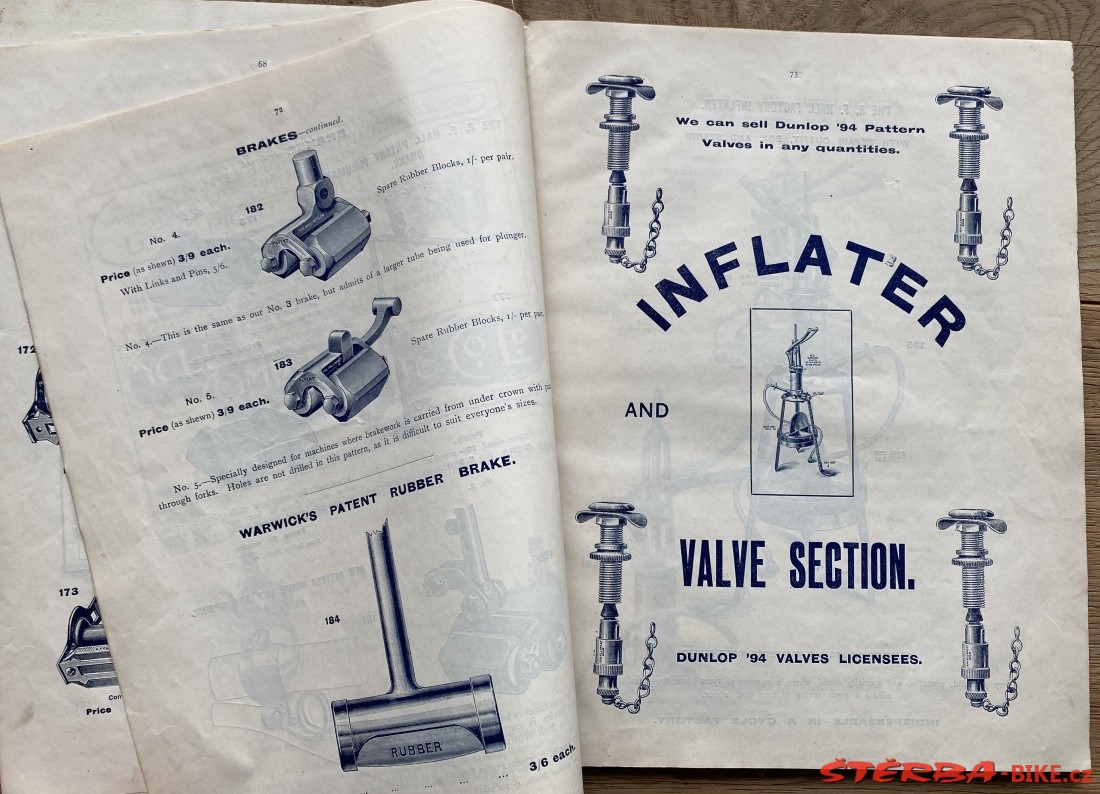 68
172
173
Com
Price
72
BRAKES—continued.
182
Spare Rubber Blocks, 1/- per pair.
No. 4.
Price (as shewn) 3/9 each.
With Links and Pins, 5/6.
PATENT
No. 4.—This is the same as our No. 3 brake, but admits of a larger tube being used for plunger.
183
Spare Rubber Blocks, 1/- per pair.
No. 5.
Price (as shewn) 3/9 each.
PATENT
No. 5.—Specially designed for machines where brakework is carried from under crown with
through forks. Holes are not drilled in this pattern, as it is difficult to suit everyone's sizes.
WARWICK'S PATENT RUBBER BRAKE.
184
RUBBER
... ... ... 3/6 each.
73
We can sell Dunlop '94 Pattern
Valves in any quantities.
INFLATER
AND
VALVE SECTION.
DUNLOP '94 VALVES LICENSEES.
ŠTĚRBA-BIKE.cz